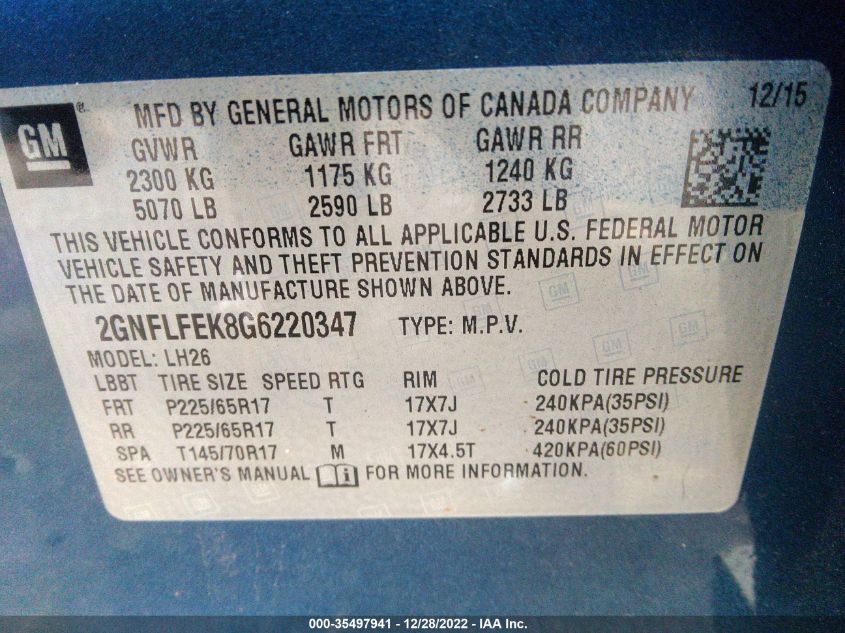 GM ® MFD BY GENERAL MOTORS OF CANADA COMPANY 12/15
GVWR GAWR FRT GAWR RR
2300 KG 1175 KG 1240 KG
5070 LB 2590 LB 2733 LB
THIS VEHICLE CONFORMS TO ALL APPLICABLE U.S. FEDERAL MOTOR
VEHICLE SAFETY AND THEFT PREVENTION STANDARDS IN EFFECT ON
THE DATE OF MANUFACTURE SHOWN ABOVE.
2GNFLFEK8G6220347 TYPE: M.P.V.
MODEL: LH26
LBBT TIRE SIZE SPEED RTG RIM COLD TIRE PRESSURE
FRT P225/65R17 T 17X7J 240KPA(35PSI)
RR P225/65R17 T 17X7J 240KPA(35PSI)
SPA T145/70R17 M 17X4.5T 420KPA(60PSI)
SEE OWNER'S MANUAL FOR MORE INFORMATION.
000-35497941 - 12/28/2022 - IAA Inc.